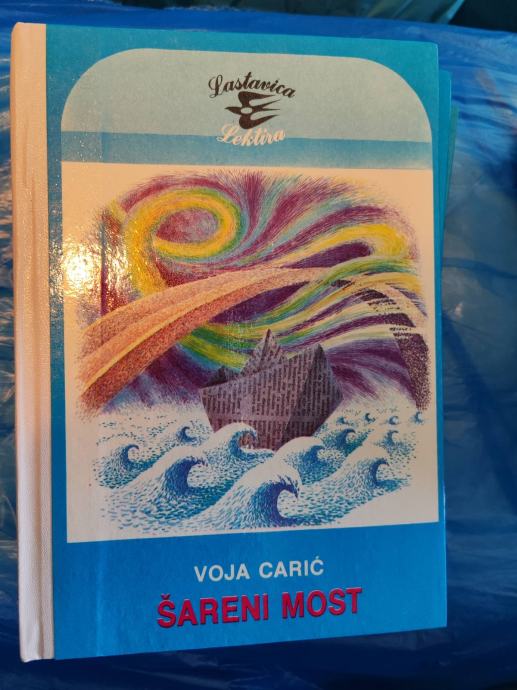 Lastavica
Lektira
VOJA CARIĆ
ŠARENI MOST